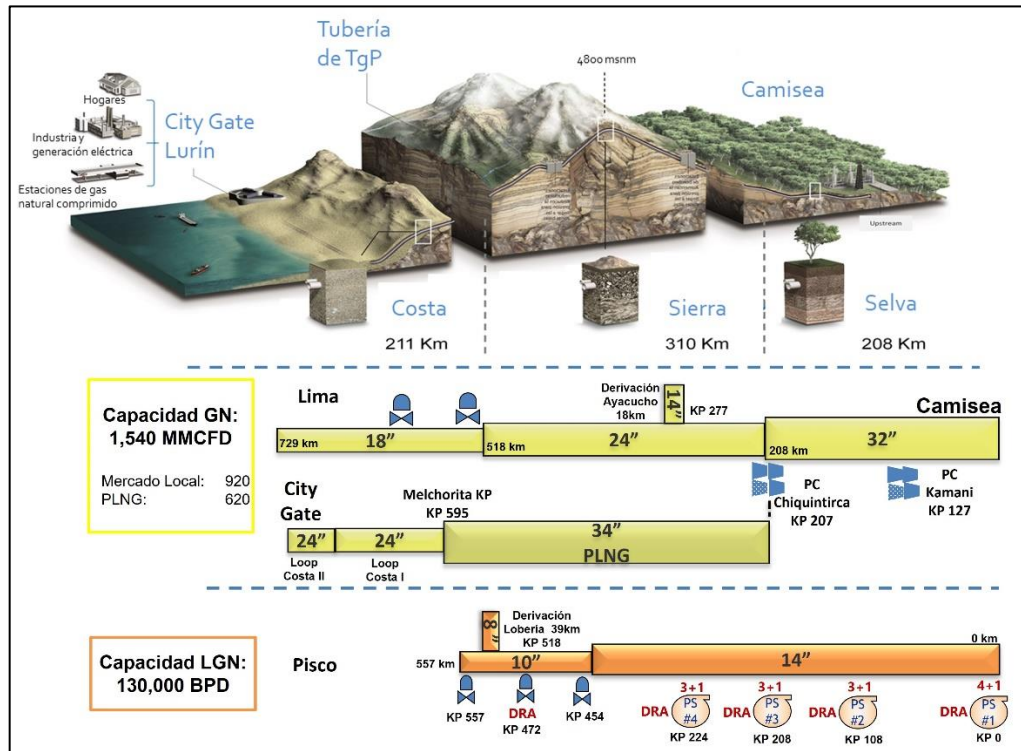 Tubería
de TgP
4800 msnm
Camisea
Hogares
City Gate
Lurín
Industria y
generación eléctrica
Estaciones de gas
natural comprimido
Upstream
Costa
Sierra
Selva
211 Km
310 Km
208 Km
Capacidad GN:
1,540 MMCFD
Mercado Local: 920
PLNG: 620
Lima
Derivación
Ayacucho
18km
14”
KP 277
Camisea
729 km
18”
518 km
24”
208 km
32”
PC
Chiquintirca
KP 207
PC
Kamani
KP 127
City
Gate
Melchorita KP
KP 595
24”
24”
34”
PLNG
Loop
Costa II
Loop
Costa I
Capacidad LGN:
130,000 BPD
Pisco
8”
Derivación
Loberia 39km
KP 518
0 km
557 km
10”
14”
KP 557
DRA
KP 472
KP 454
3+1
DRA
PS
#4
KP 224
3+1
DRA
PS
#3
KP 208
3+1
DRA
PS
#2
KP 108
4+1
DRA
PS
#1
KP 0